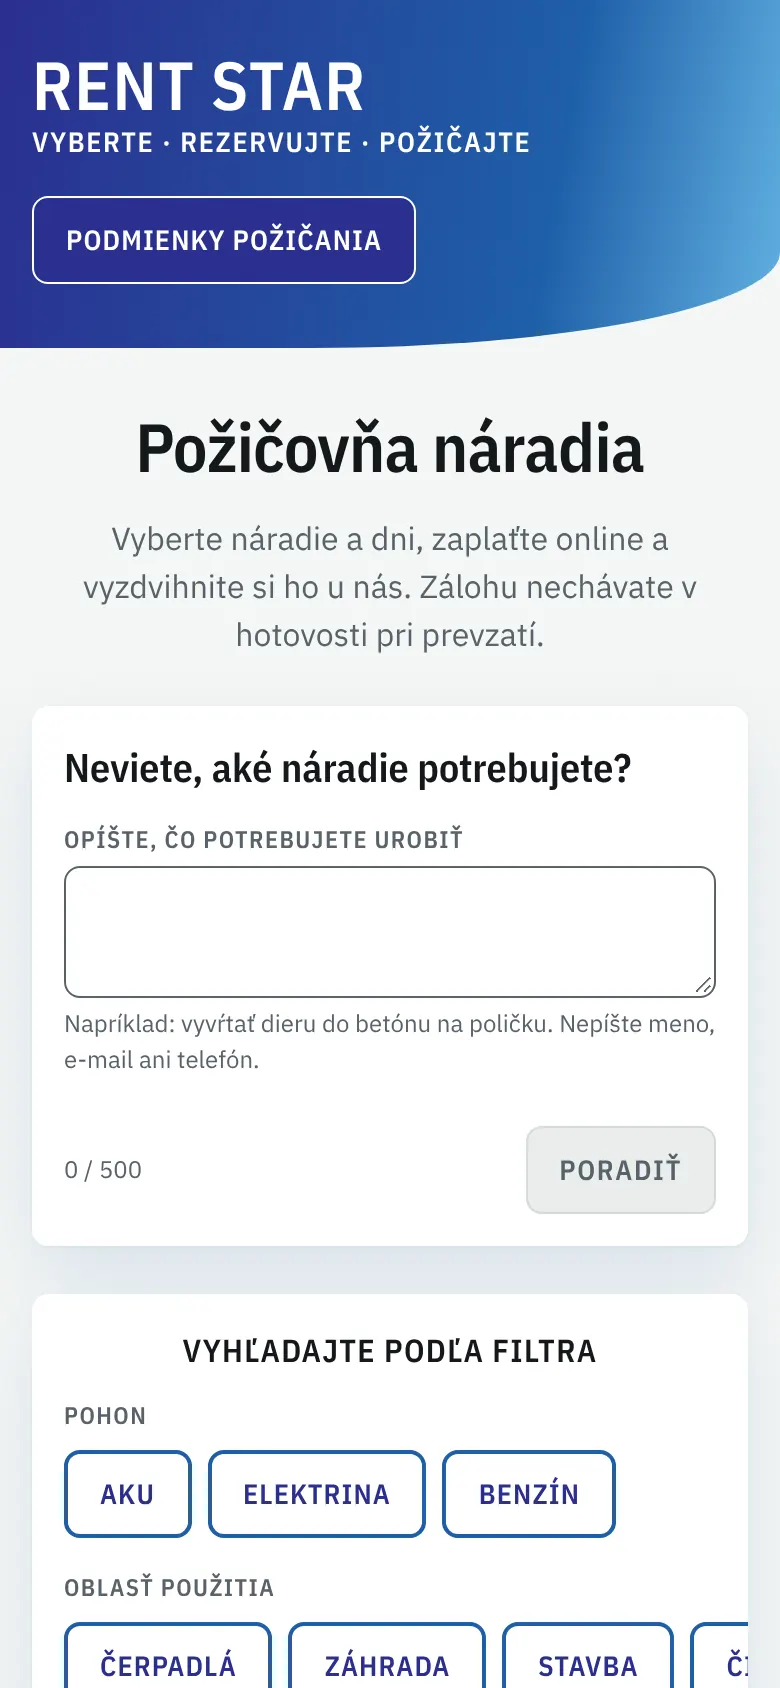 RENT STAR
VYBERTE · REZERVUJTE · POŽIČAJTE
PODMIENKY POŽIČANIA
Požičovňa náradia
Vyberte náradie a dni, zaplaťte online a
vyzdvihnite si ho u nás. Zálohu nechávate v
hotovosti pri prevzatí.
Neviete, aké náradie potrebujete?
OPÍŠTE, ČO POTREBUJETE UROBIŤ
Napríklad: vyvŕtať dieru do betónu na poličku. Nepíšte meno,
e-mail ani telefón.
0 / 500
PORADIŤ
VYHĽADAJTE PODĽA FILTRA
POHON
AKU
ELEKTRINA
BENZÍN
OBLASŤ POUŽITIA
ČERPADLÁ
ZÁHRADA
STAVBA